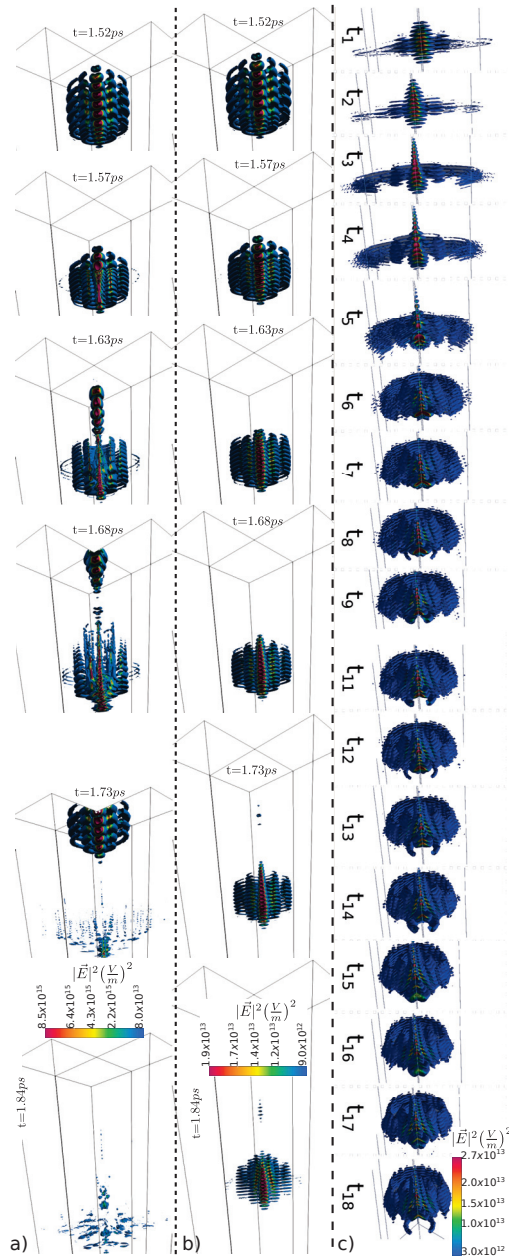 t=1.52ps
t=1.57ps
t=1.63ps
t=1.68ps
t=1.73ps
|E⃗|²(V/m)²
8.5x10¹⁵
6.4x10¹⁵
4.3x10¹⁵
2.2x10¹⁵
8.0x10¹³
t=1.84ps
a)
t=1.52ps
t=1.57ps
t=1.63ps
t=1.68ps
t=1.73ps
|E⃗|²(V/m)²
1.9x10¹³
1.7x10¹³
1.4x10¹³
1.2x10¹³
9.0x10¹²
t=1.84ps
b)
t₁
t₂
t₃
t₄
t₅
t₆
t₇
t₈
t₉
t₁₁
t₁₂
t₁₃
t₁₄
t₁₅
t₁₆
t₁₇
t₁₈
|E⃗|²(V/m)²
2.7x10¹³
2.0x10¹³
1.5x10¹³
1.0x10¹³
3.0x10¹²
c)